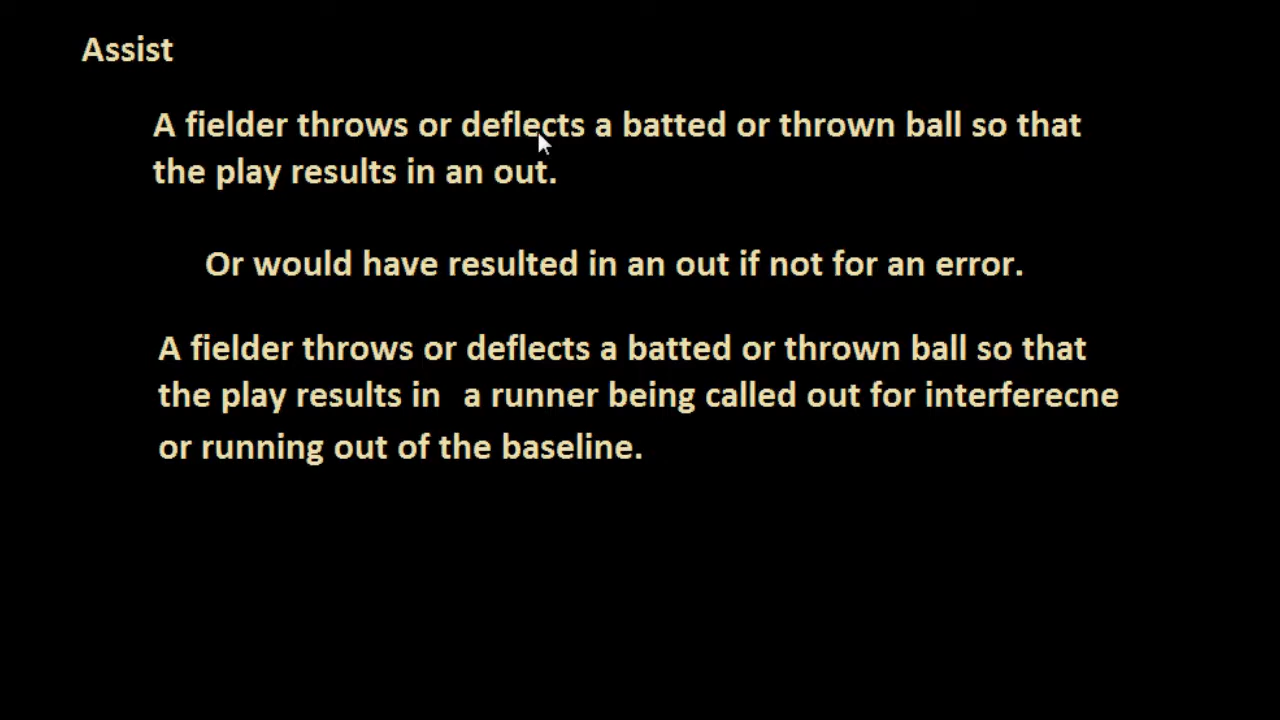 Assist
A fielder throws or deflects a batted or thrown ball so that
the play results in an out.
Or would have resulted in an out if not for an error.
A fielder throws or deflects a batted or thrown ball so that
the play results in a runner being called out for interferecne
or running out of the baseline.